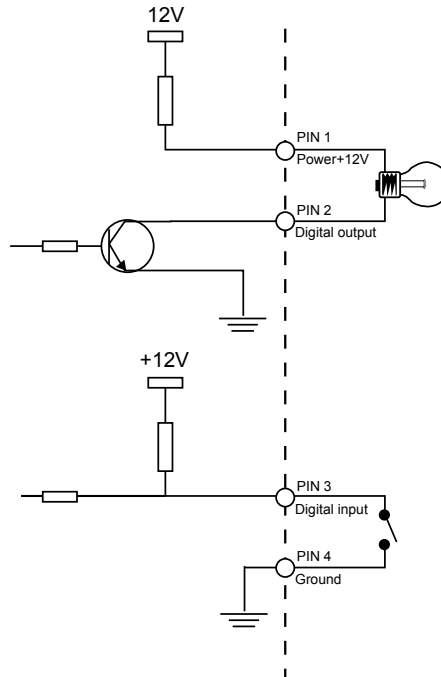 12V
PIN 1
Power+12V
PIN 2
Digital output
+12V
PIN 3
Digital input
PIN 4
Ground